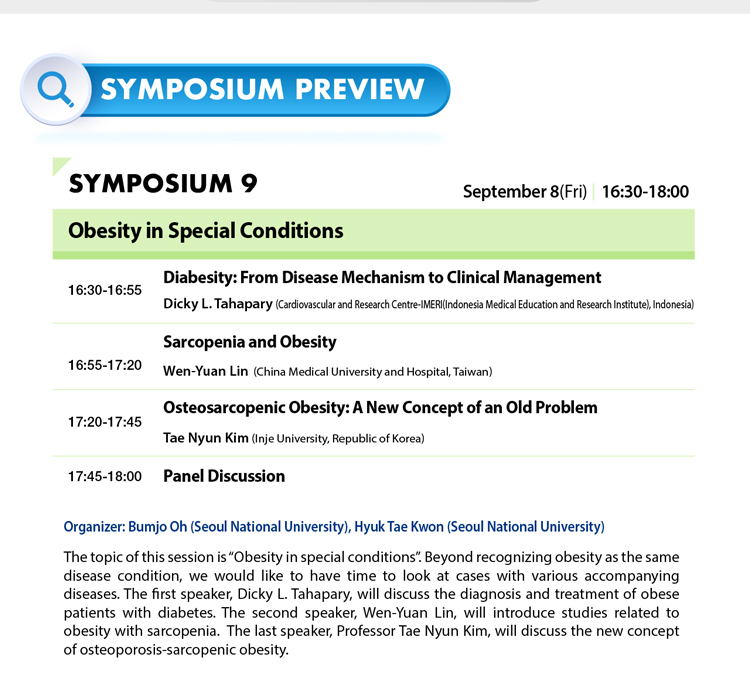 SYMPOSIUM PREVIEW
SYMPOSIUM 9
September 8(Fri) | 16:30-18:00
Obesity in Special Conditions
16:30-16:55
Diabesity: From Disease Mechanism to Clinical Management
Dicky L. Tahapary (Cardiovascular and Research Centre-IMERI(Indonesia Medical Education and Research Institute), Indonesia)
16:55-17:20
Sarcopenia and Obesity
Wen-Yuan Lin (China Medical University and Hospital, Taiwan)
17:20-17:45
Osteosarcopenic Obesity: A New Concept of an Old Problem
Tae Nyun Kim (Inje University, Republic of Korea)
17:45-18:00
Panel Discussion
Organizer: Bumjo Oh (Seoul National University), Hyuk Tae Kwon (Seoul National University)
The topic of this session is “Obesity in special conditions”. Beyond recognizing obesity as the same
disease condition, we would like to have time to look at cases with various accompanying
diseases. The first speaker, Dicky L. Tahapary, will discuss the diagnosis and treatment of obese
patients with diabetes. The second speaker, Wen-Yuan Lin, will introduce studies related to
obesity with sarcopenia. The last speaker, Professor Tae Nyun Kim, will discuss the new concept
of osteoporosis-sarcopenic obesity.